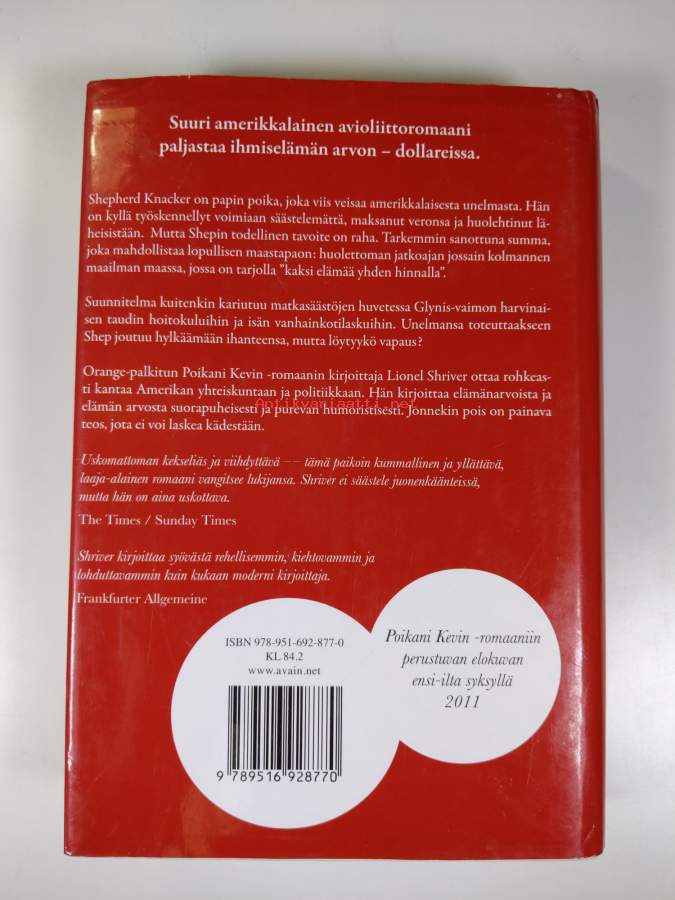 Suuri amerikkalainen avioliittoromaani
paljastaa ihmiselämän arvon – dollareissa.
Shepherd Knacker on papin poika, joka viis veisaa amerikkalaisesta unelmasta. Hän
on kyllä työskennellyt voimiaan säästelemättä, maksanut veronsa ja huolehtinut lä-
heisistään. Mutta Shepin todellinen tavoite on raha. Tarkemmin sanottuna summa,
joka mahdollistaa lopullisen maastapaon: huolettoman jatkoajan jossain kolmannen
maailman maassa, jossa on tarjolla "kaksi elämää yhden hinnalla".
Suunnitelma kuitenkin kariutuu matkasäästöjen huvetessa Glynis-vaimon harvinai-
sen taudin hoitokuluihin ja isän vanhainkotilaskuihin. Unelmansa toteuttaakseen
Shep joutuu hylkäämään ihanteensa, mutta löytyykö vapaus?
Orange-palkitun Poikani Kevin -romaanin kirjoittaja Lionel Shriver ottaa rohkeas-
ti kantaa Amerikan yhteiskuntaan ja politiikkaan. Hän kirjoittaa elämänarvoista ja
elämän arvosta suorapuheisesti ja purevan humoristisesti. Jonnekin pois on painava
teos, jota ei voi laskea kädestään.
Antikvariaatti.net
Uskomattoman kekseliäs ja viihdyttävä –– tämä paikoin kummallinen ja yllättävä,
laaja-alainen romaani vangitsee lukijansa. Shriver ei säästele juonenkäänteissä,
mutta hän on aina uskottava.
The Times / Sunday Times
Shriver kirjoittaa syövästä rehellisemmin, kiehtovammin ja
lohduttavammin kuin kukaan moderni kirjoittaja.
Frankfurter Allgemeine
ISBN 978-951-692-877-0
KL 84.2
www.avain.net
9 789516 928770
Poikani Kevin -romaaniin
perustuvan elokuvan
ensi-ilta syksyllä
2011